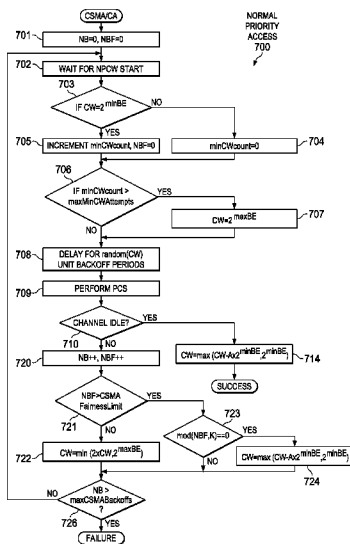 CSMA/CA
NORMAL
PRIORITY
ACCESS
700
701
NB=0, NBF=0
702
WAIT FOR NPCW START
703
IF CW=2^minBE
NO
YES
705
INCREMENT minCWcount, NBF=0
minCWcount=0
704
706
IF minCWcount >
maxMinCWAttempts
YES
NO
CW=2^maxBE
707
708
DELAY FOR random(CW)
UNIT BACKOFF PERIODS
709
PERFORM PCS
CHANNEL IDLE?
YES
710
NO
CW=max (CW-Ax2^minBE,2^minBE)
714
SUCCESS
720
NB++, NBF++
NBF>CSMA
FairnessLimit
YES
721
NO
723
mod(NBF,K)==0
YES
NO
722
CW=min (2xCW,2^maxBE)
CW=max (CW-Ax2^minBE,2^minBE)
724
NO
NB >
maxCSMABackoffs
?
726
YES
FAILURE